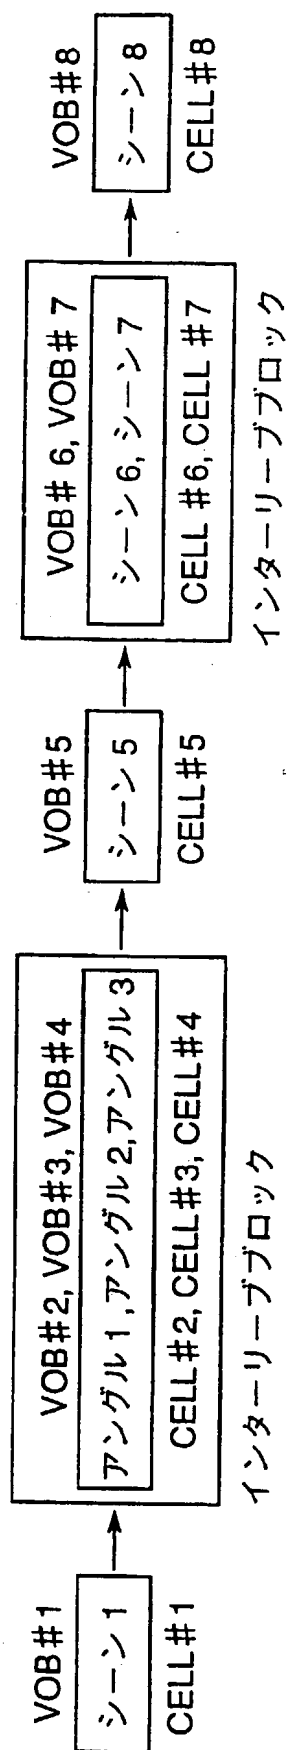 VOB#1
シーン1
CELL#1
VOB#2, VOB#3, VOB#4
アングル1,アングル2,アングル3
CELL#2, CELL#3, CELL#4
インターリーブブロック
VOB#5
シーン5
CELL#5
VOB# 6, VOB# 7
シーン6,シーン7
CELL #6, CELL #7
インターリーブブロック
VOB#8
シーン8
CELL#8